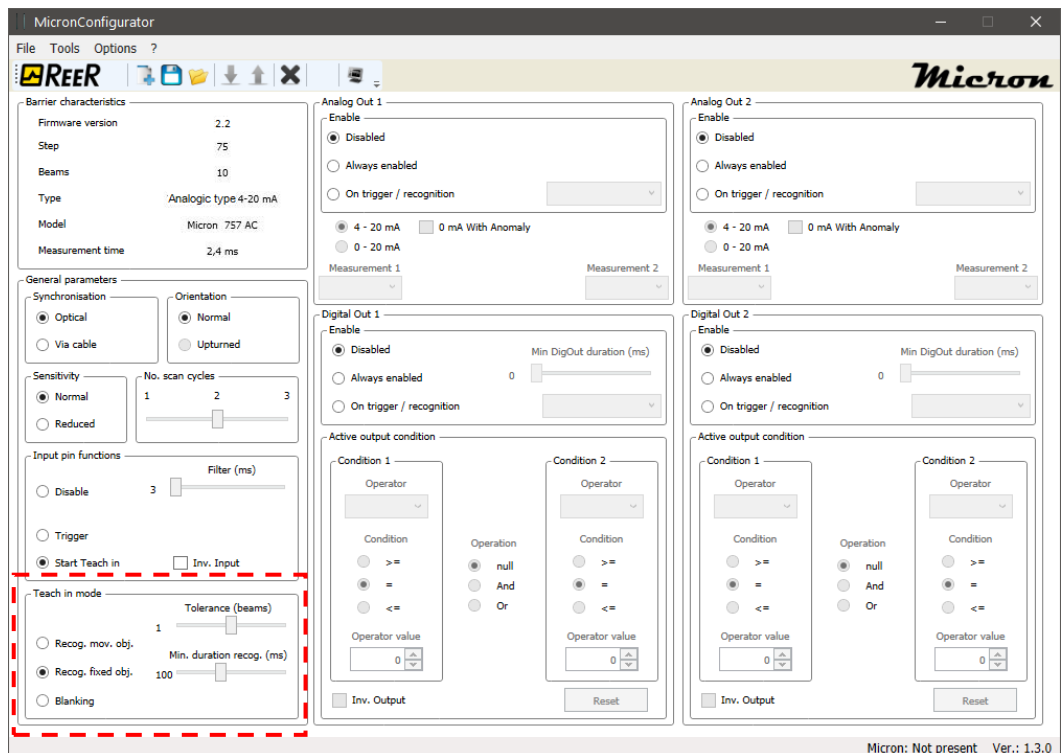 MicronConfigurator
File Tools Options ?
REER
Micron
Barrier characteristics
Firmware version 2.2
Step 75
Beams 10
Type Analogic type 4-20 mA
Model Micron 757 AC
Measurement time 2,4 ms
General parameters
Synchronisation
Optical
Via cable
Orientation
Normal
Upturned
Sensitivity
Normal
Reduced
No. scan cycles
1 2 3
Input pin functions
Filter (ms)
Disable 3
Trigger
Start Teach in Inv. Input
Teach in mode
Tolerance (beams)
1
Recog. mov. obj.
Min. duration recog. (ms)
Recog. fixed obj. 100
Blanking
Analog Out 1
Enable
Disabled
Always enabled
On trigger / recognition
4 - 20 mA 0 mA With Anomaly
0 - 20 mA
Measurement 1 Measurement 2
Digital Out 1
Enable
Disabled Min DigOut duration (ms)
Always enabled 0
On trigger / recognition
Active output condition
Condition 1
Operator
Condition
>=
=
<=
Operator value
0
Operation
null
And
Or
Condition 2
Operator
Condition
>=
=
<=
Operator value
0
Inv. Output Reset
Analog Out 2
Enable
Disabled
Always enabled
On trigger / recognition
4 - 20 mA 0 mA With Anomaly
0 - 20 mA
Measurement 1 Measurement 2
Digital Out 2
Enable
Disabled Min DigOut duration (ms)
Always enabled 0
On trigger / recognition
Active output condition
Condition 1
Operator
Condition
>=
=
<=
Operator value
0
Operation
null
And
Or
Condition 2
Operator
Condition
>=
=
<=
Operator value
0
Inv. Output Reset
Micron: Not present Ver.: 1.3.0